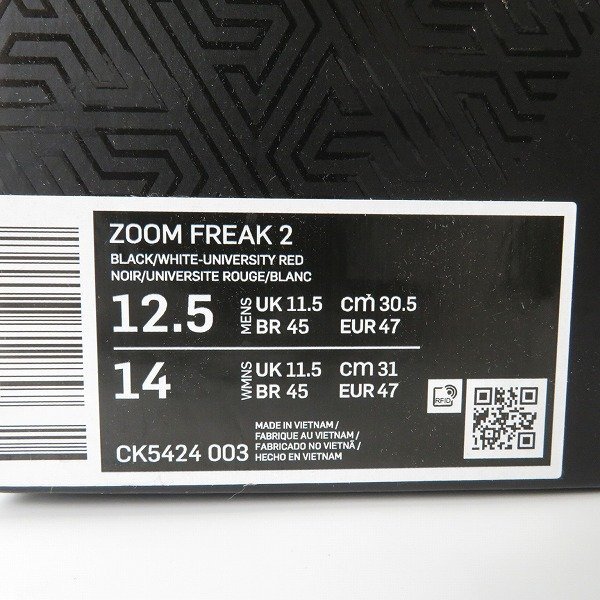 ZOOM FREAK 2
BLACK/WHITE-UNIVERSITY RED
NOIR/UNIVERSITE ROUGE/BLANC
12.5 MENS UK 11.5 cm 30.5
BR 45 EUR 47
14 WMNS UK 11.5 cm 31
BR 45 EUR 47
RFID
CK5424 003
MADE IN VIETNAM/
FABRIQUE AU VIETNAM/
FABRICADO NO VIETNÃ/
HECHO EN VIETNAM